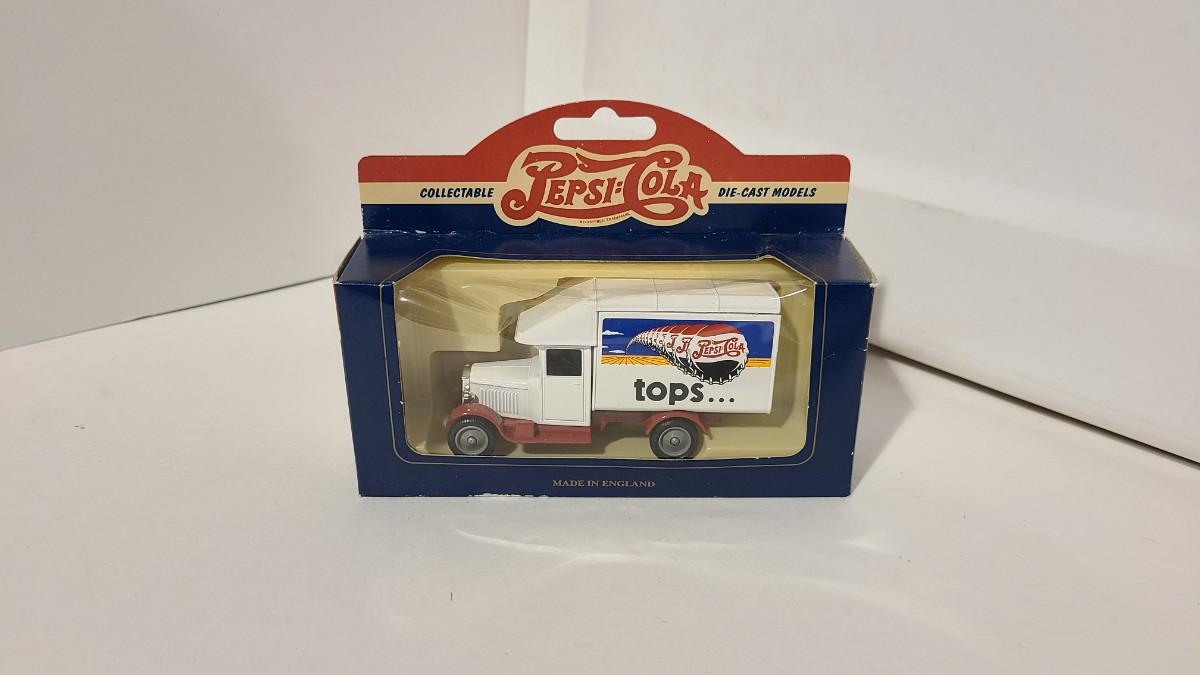 COLLECTABLE PEPSI:COLA DIE-CAST MODELS
PEPSI:COLA
tops...
MADE IN ENGLAND